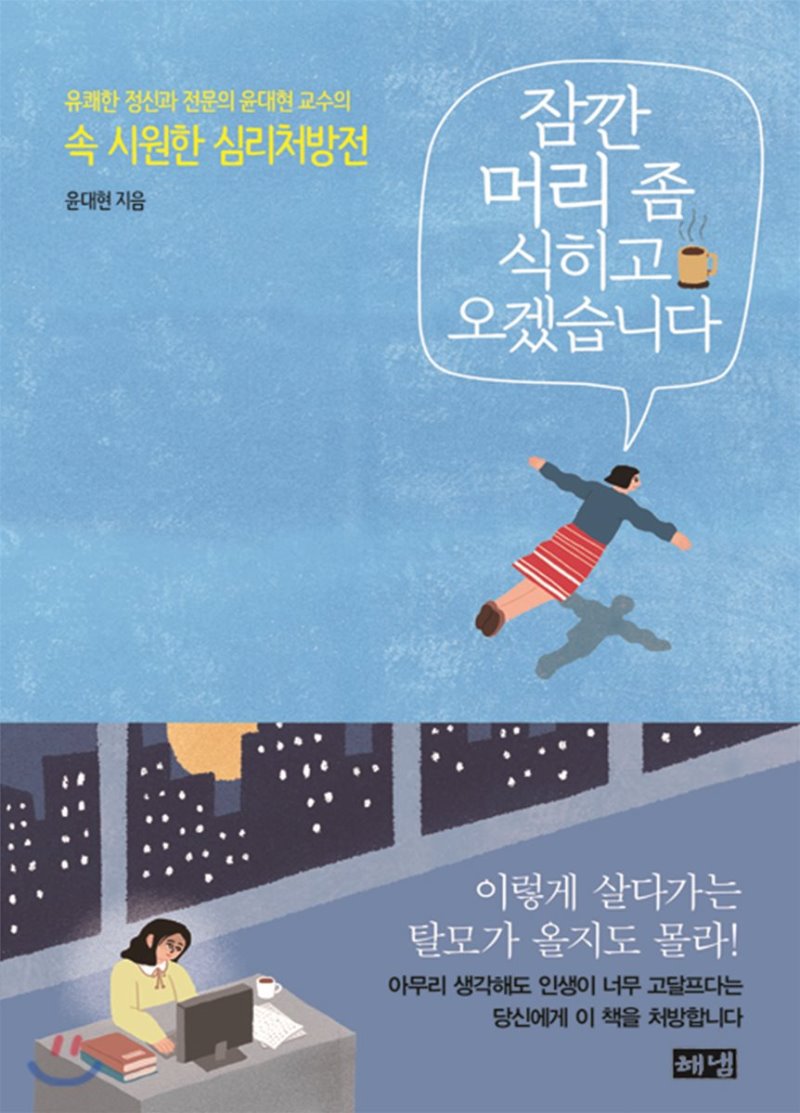 유쾌한 정신과 전문의 윤대현 교수의
속 시원한 심리처방전
윤대현 지음
잠깐
머리 좀
식히고
오겠습니다
이렇게 살다가는
탈모가 올지도 몰라!
아무리 생각해도 인생이 너무 고달프다는
당신에게 이 책을 처방합니다
해냄